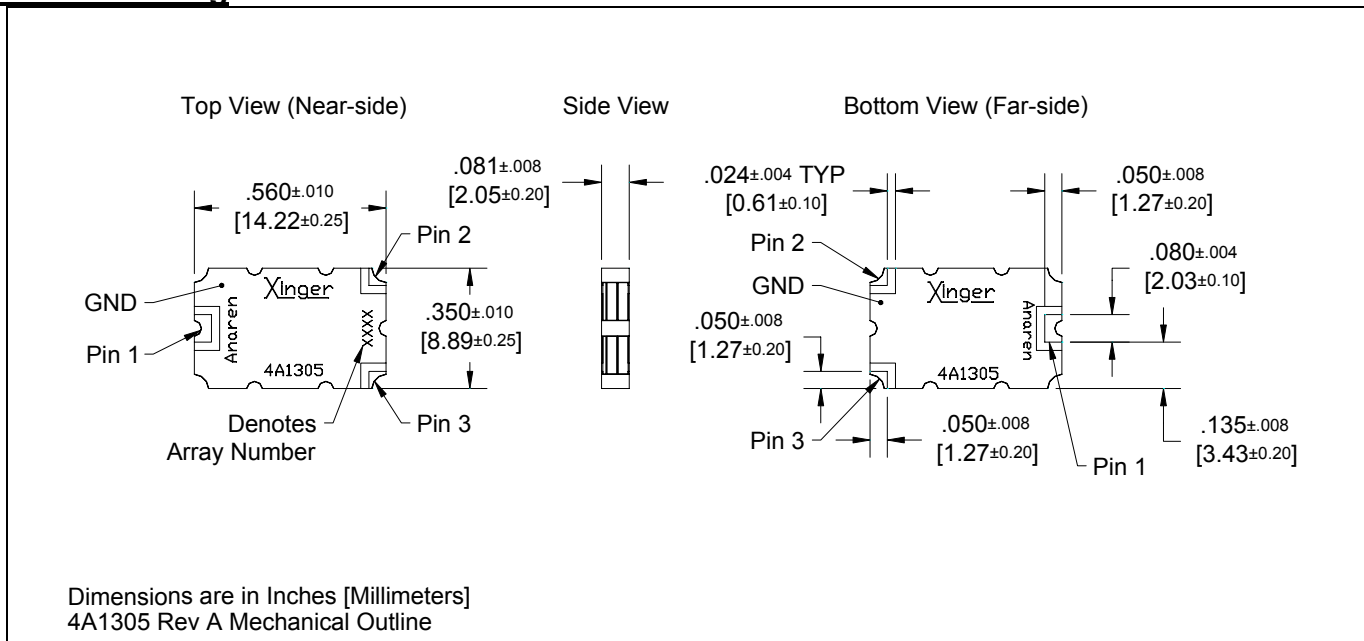 Top View (Near-side)
Side View
Bottom View (Far-side)
.560±.010
[14.22±0.25]
.081±.008
[2.05±0.20]
.024±.004 TYP
[0.61±0.10]
.050±.008
[1.27±0.20]
Pin 2
GND
Xinger
Anaren
XXXX
4A1305
Pin 1
.350±.010
[8.89±0.25]
Denotes
Array Number
Pin 3
Pin 2
GND
Xinger
Anaren
4A1305
.080±.004
[2.03±0.10]
.050±.008
[1.27±0.20]
Pin 3
.050±.008
[1.27±0.20]
Pin 1
.135±.008
[3.43±0.20]
Dimensions are in Inches [Millimeters]
4A1305 Rev A Mechanical Outline